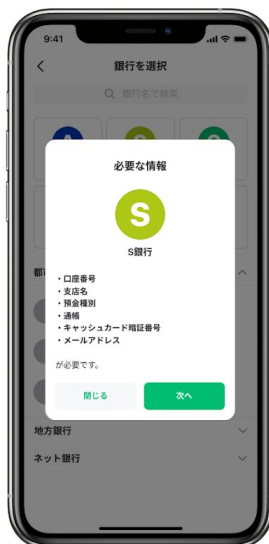 9:41
銀行を選択
銀行名で検索
必要な情報
S
S銀行
・口座番号
・支店名
・預金種別
・通帳
・キャッシュカード暗証番号
・メールアドレス
が必要です。
閉じる
次へ
地方銀行
ネット銀行